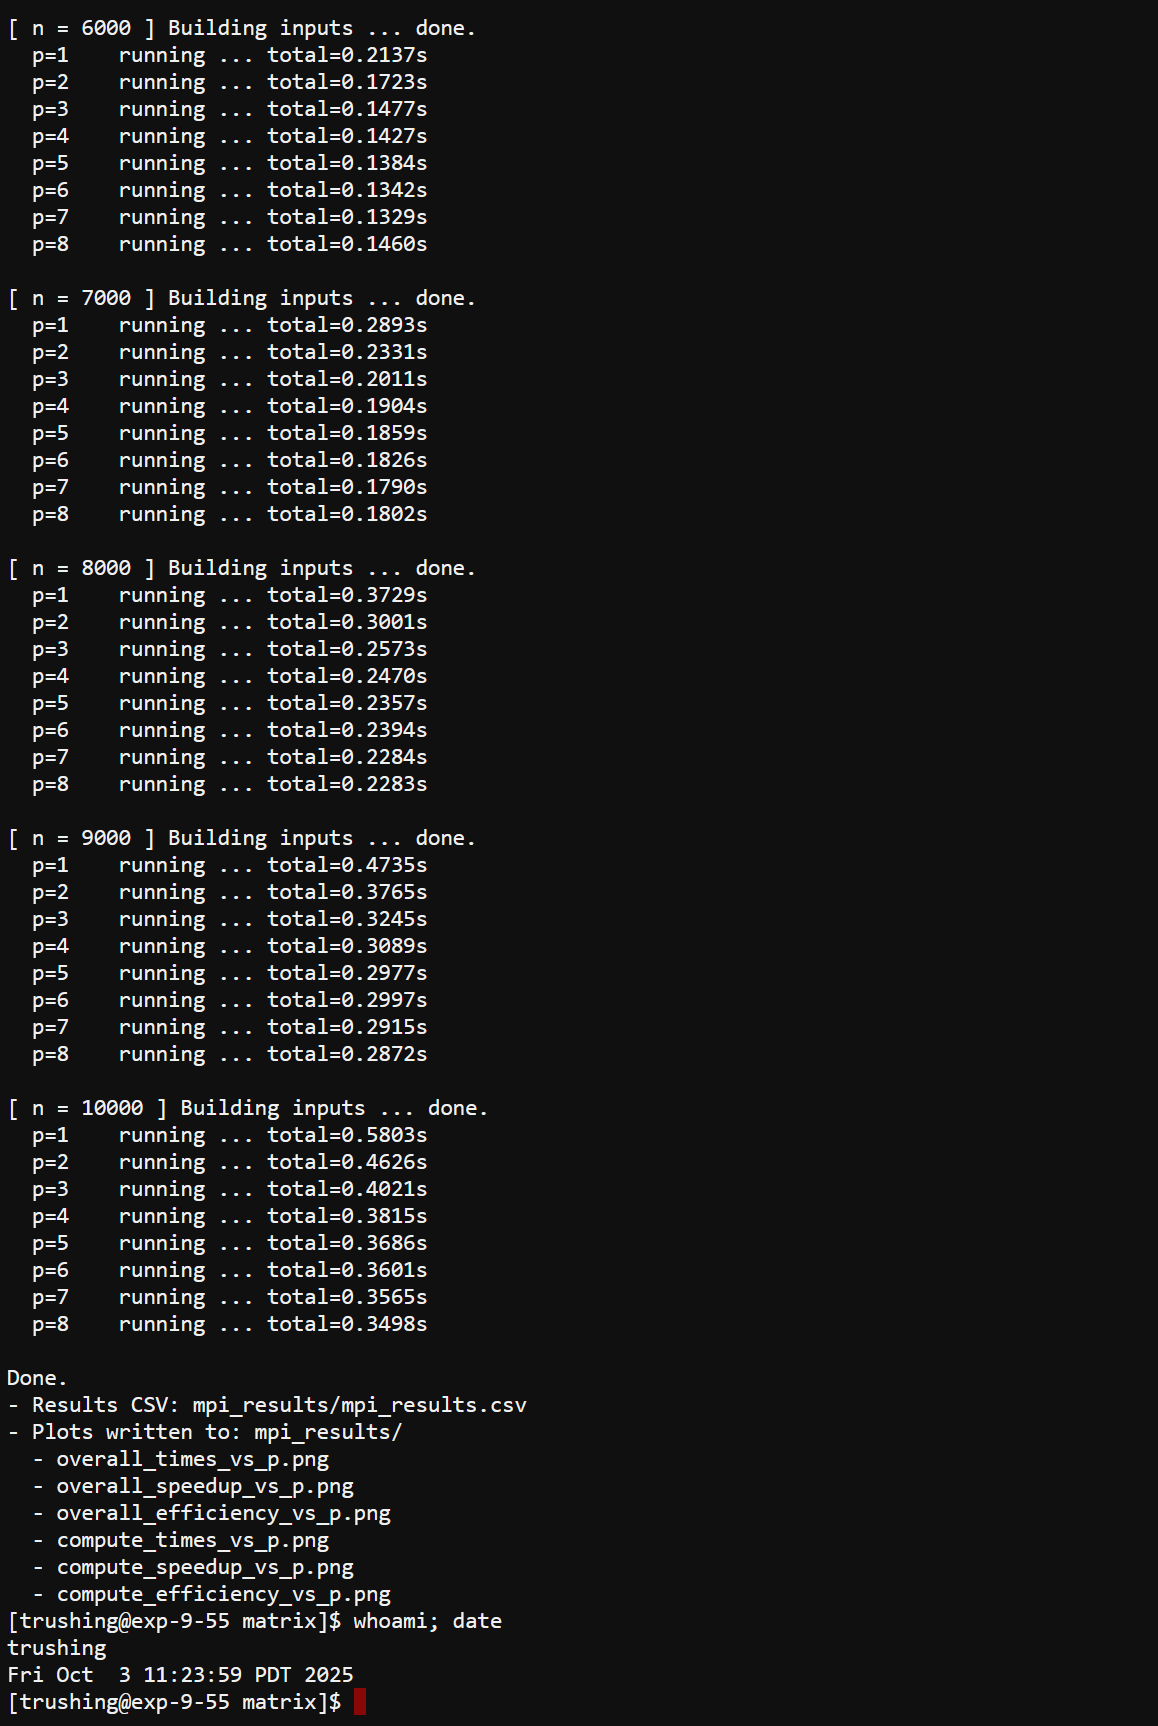 [ n = 6000 ] Building inputs ... done.
  p=1    running ... total=0.2137s
  p=2    running ... total=0.1723s
  p=3    running ... total=0.1477s
  p=4    running ... total=0.1427s
  p=5    running ... total=0.1384s
  p=6    running ... total=0.1342s
  p=7    running ... total=0.1329s
  p=8    running ... total=0.1460s

[ n = 7000 ] Building inputs ... done.
  p=1    running ... total=0.2893s
  p=2    running ... total=0.2331s
  p=3    running ... total=0.2011s
  p=4    running ... total=0.1904s
  p=5    running ... total=0.1859s
  p=6    running ... total=0.1826s
  p=7    running ... total=0.1790s
  p=8    running ... total=0.1802s

[ n = 8000 ] Building inputs ... done.
  p=1    running ... total=0.3729s
  p=2    running ... total=0.3001s
  p=3    running ... total=0.2573s
  p=4    running ... total=0.2470s
  p=5    running ... total=0.2357s
  p=6    running ... total=0.2394s
  p=7    running ... total=0.2284s
  p=8    running ... total=0.2283s

[ n = 9000 ] Building inputs ... done.
  p=1    running ... total=0.4735s
  p=2    running ... total=0.3765s
  p=3    running ... total=0.3245s
  p=4    running ... total=0.3089s
  p=5    running ... total=0.2977s
  p=6    running ... total=0.2997s
  p=7    running ... total=0.2915s
  p=8    running ... total=0.2872s

[ n = 10000 ] Building inputs ... done.
  p=1    running ... total=0.5803s
  p=2    running ... total=0.4626s
  p=3    running ... total=0.4021s
  p=4    running ... total=0.3815s
  p=5    running ... total=0.3686s
  p=6    running ... total=0.3601s
  p=7    running ... total=0.3565s
  p=8    running ... total=0.3498s

Done.
- Results CSV: mpi_results/mpi_results.csv
- Plots written to: mpi_results/
  - overall_times_vs_p.png
  - overall_speedup_vs_p.png
  - overall_efficiency_vs_p.png
  - compute_times_vs_p.png
  - compute_speedup_vs_p.png
  - compute_efficiency_vs_p.png
[trushing@exp-9-55 matrix]$ whoami; date
trushing
Fri Oct  3 11:23:59 PDT 2025
[trushing@exp-9-55 matrix]$